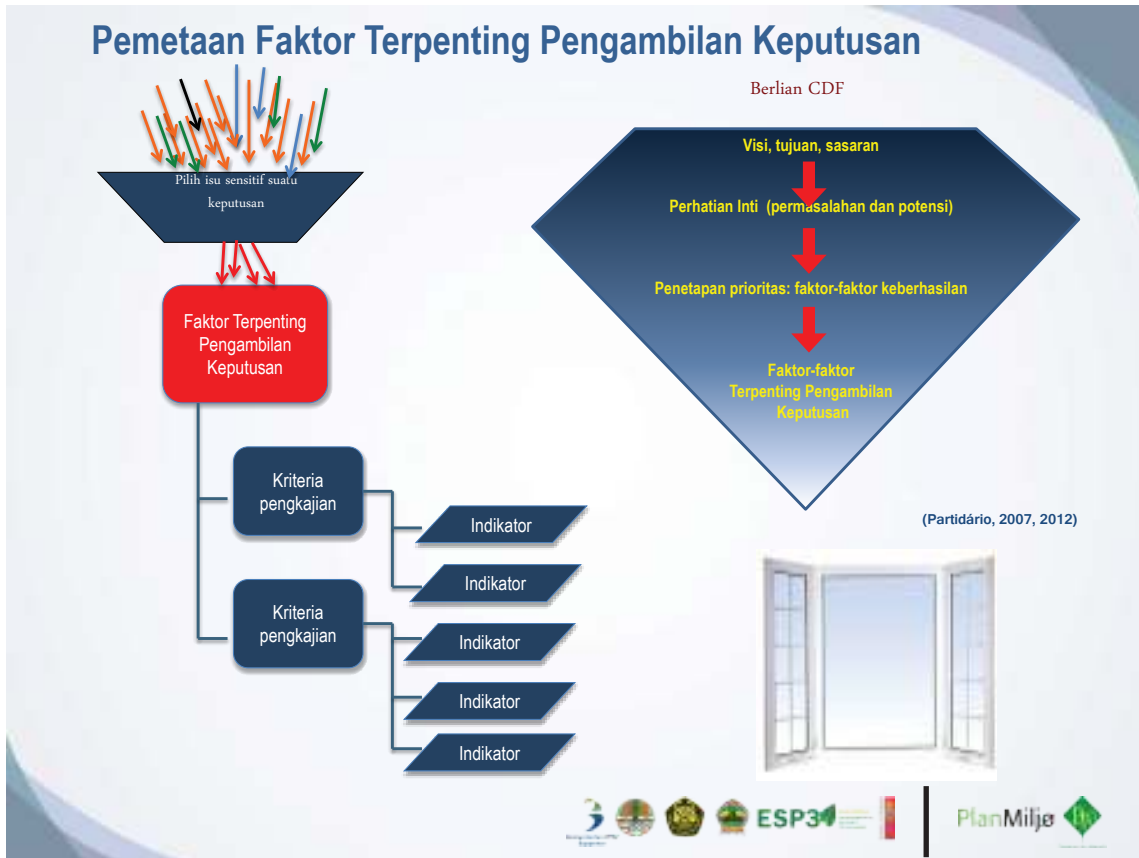 Pemetaan Faktor Terpenting Pengambilan Keputusan
Pilih isu sensitif suatu
keputusan
Faktor Terpenting
Pengambilan
Keputusan
Kriteria
pengkajian
Indikator
Indikator
Kriteria
pengkajian
Indikator
Indikator
Indikator
Berlian CDF
Visi, tujuan, sasaran
Perhatian Inti (permasalahan dan potensi)
Penetapan prioritas: faktor-faktor keberhasilan
Faktor-faktor
Terpenting Pengambilan
Keputusan
(Partidário, 2007, 2012)
ESP3
PlanMiljø